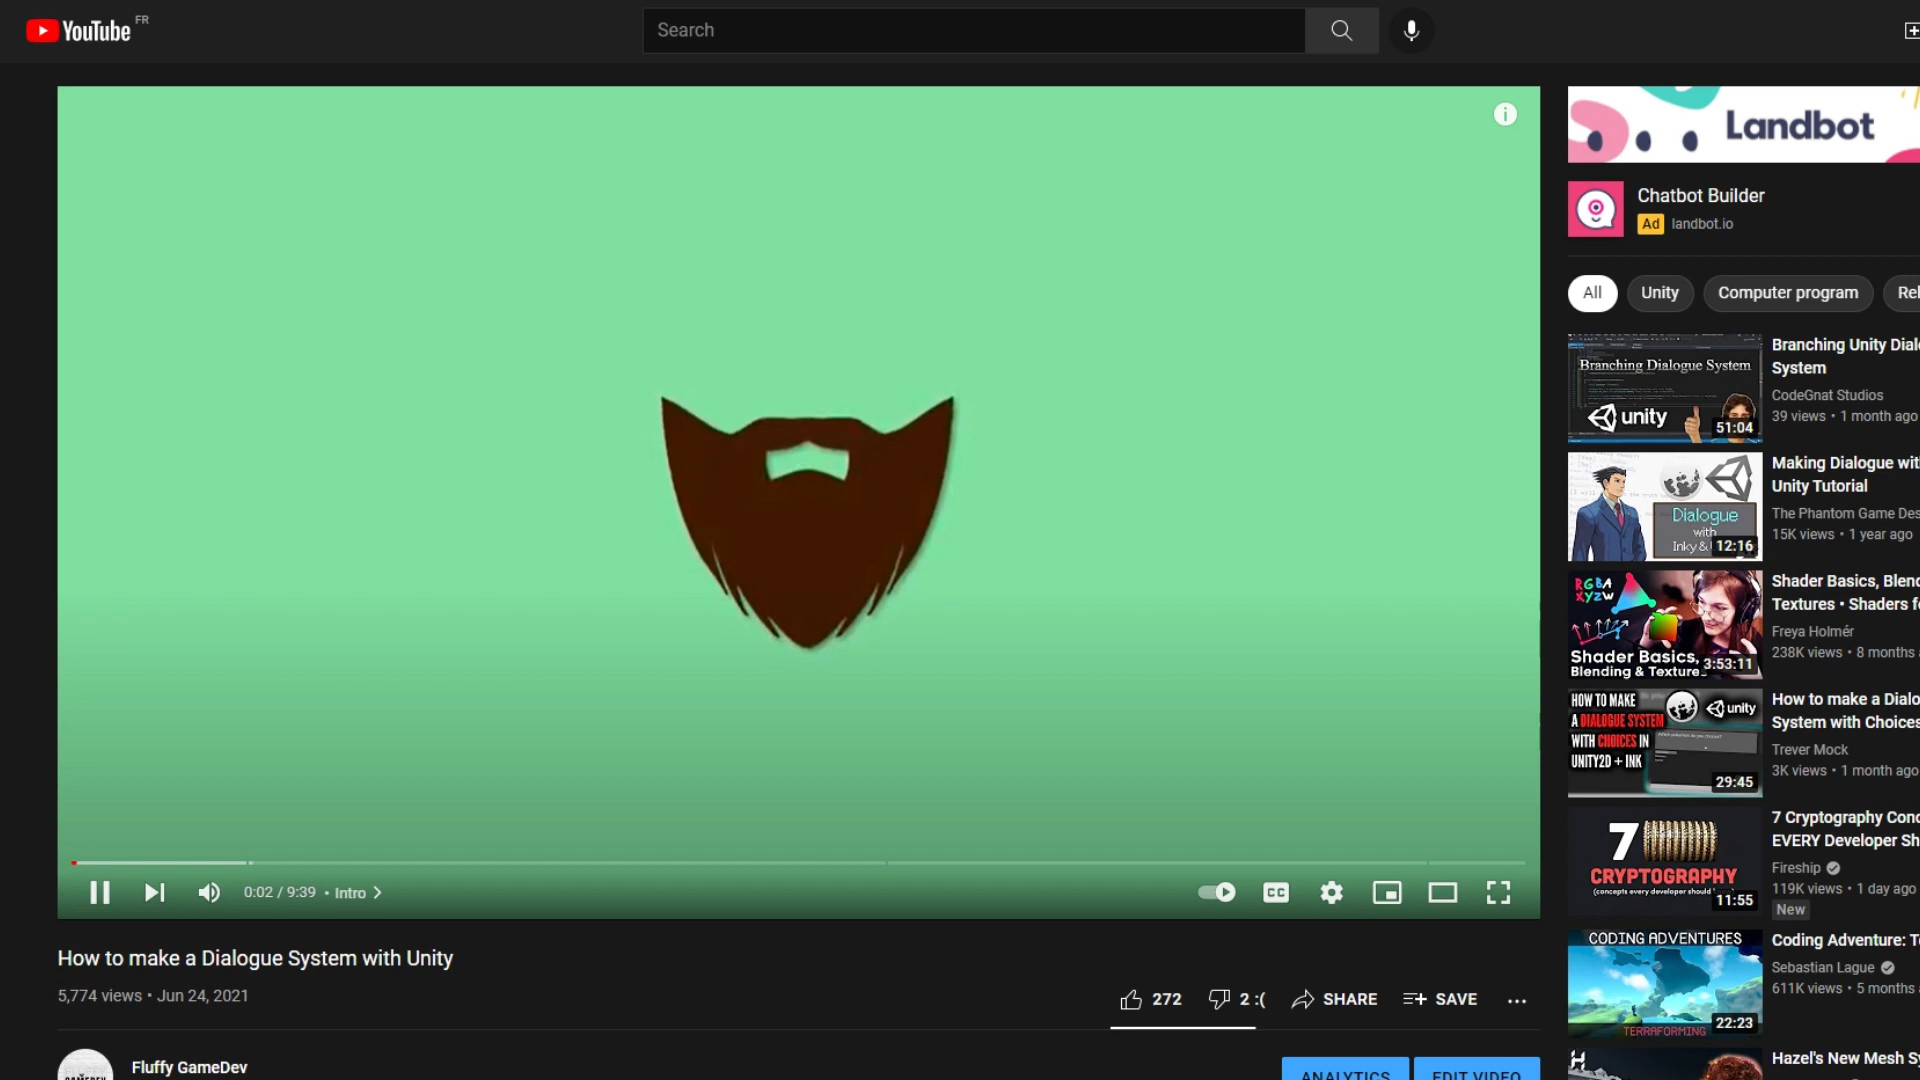 YouTube FR
Search
Landbot
Chatbot Builder
Ad landbot.io
All
Unity
Computer program
Rel
Branching Dialogue System
unity
51:04
Branching Unity Dial
System
CodeGnat Studios
39 views • 1 month ago
Dialogue
with
Inky &
12:16
Making Dialogue wit
Unity Tutorial
The Phantom Game Des
15K views • 1 year ago
RGBA
XYZW
Shader Basics,
Blending & Texture
3:53:11
Shader Basics, Blend
Textures • Shaders f
Freya Holmér
238K views • 8 months
HOW TO MAKE
A DIALOGUE SYSTEM
WITH CHOICES IN
UNITY2D + INK
unity
29:45
How to make a Dialo
System with Choices
Trever Mock
3K views • 1 month ago
7
CRYPTOGRAPHY
(concepts every developer should
11:55
7 Cryptography Conc
EVERY Developer Sh
Fireship
119K views • 1 day ago
New
CODING ADVENTURES
TERRAFORMING
22:23
Coding Adventure: T
Sebastian Lague
611K views • 5 months
Hazel's New Mesh Sy
0:02 / 9:39 • Intro
CC
How to make a Dialogue System with Unity
5,774 views • Jun 24, 2021
272
2 :(
SHARE
SAVE
Fluffy GameDev
ANALYTICS
EDIT VIDEO